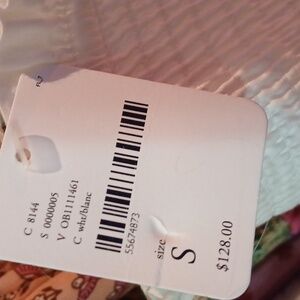 C 8144
S 0000005
V OB1111461
C wht/blanc
55674873
size
S
$128.00